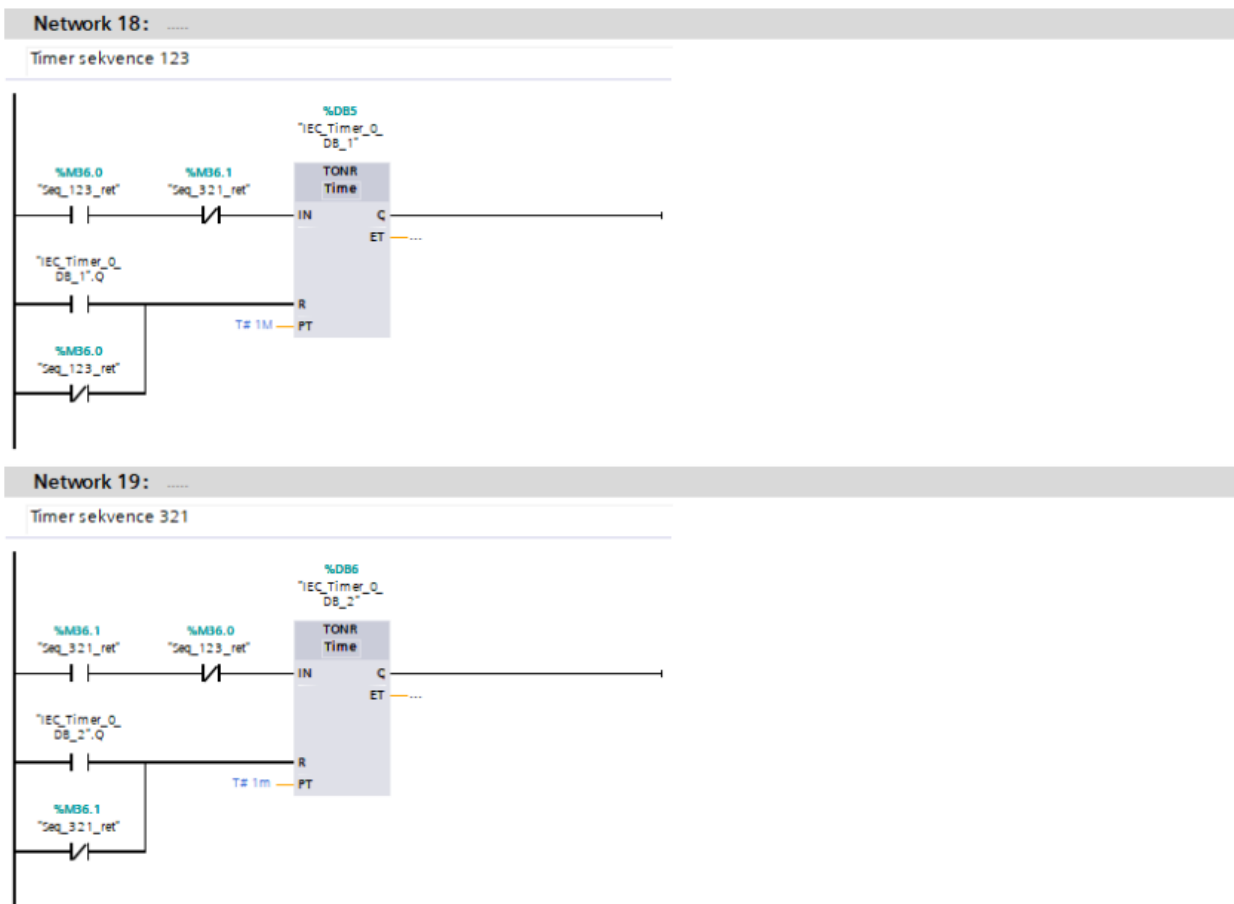 Network 18: .....
Timer sekvence 123
%DB5
"IEC_Timer_0_
DB_1"
%M36.0
"Seq_123_ret"
%M36.1
"Seq_321_ret"
TONR
Time
IN
Q
ET
...
"IEC_Timer_0_
DB_1".Q
R
T# 1M
PT
%M36.0
"Seq_123_ret"
Network 19: .....
Timer sekvence 321
%DB6
"IEC_Timer_0_
DB_2"
%M36.1
"Seq_321_ret"
%M36.0
"Seq_123_ret"
TONR
Time
IN
Q
ET
...
"IEC_Timer_0_
DB_2".Q
R
T# 1m
PT
%M36.1
"Seq_321_ret"